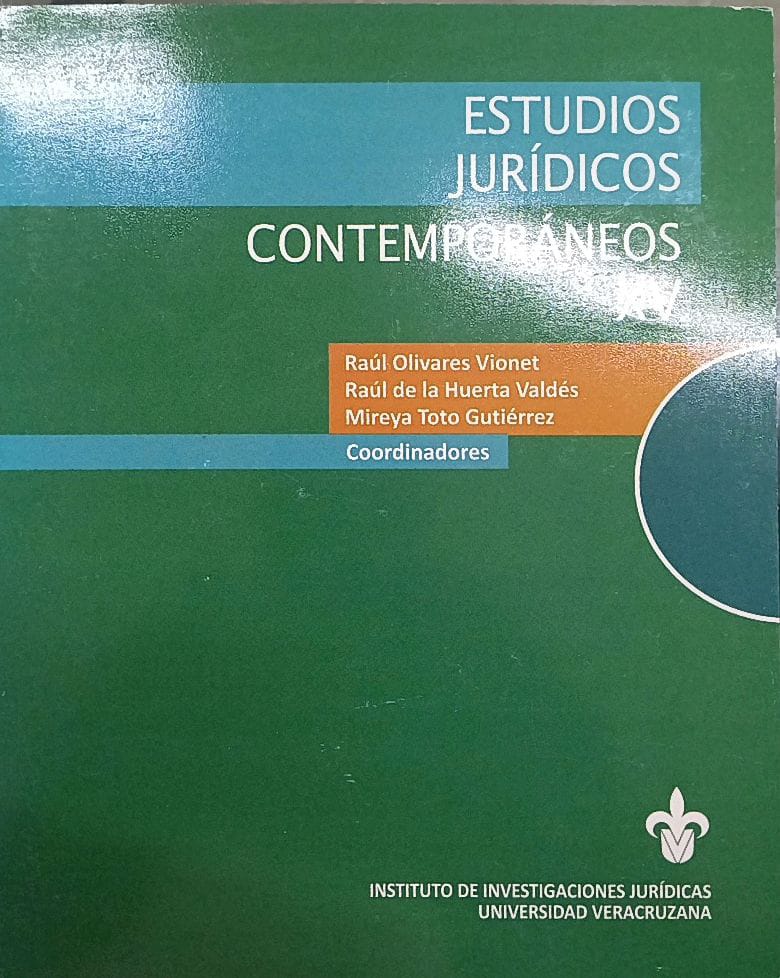 ESTUDIOS
JURÍDICOS
CONTEMPORÁNEOS
XV
Raúl Olivares Vionet
Raúl de la Huerta Valdés
Mireya Toto Gutiérrez
Coordinadores
INSTITUTO DE INVESTIGACIONES JURÍDICAS
UNIVERSIDAD VERACRUZANA